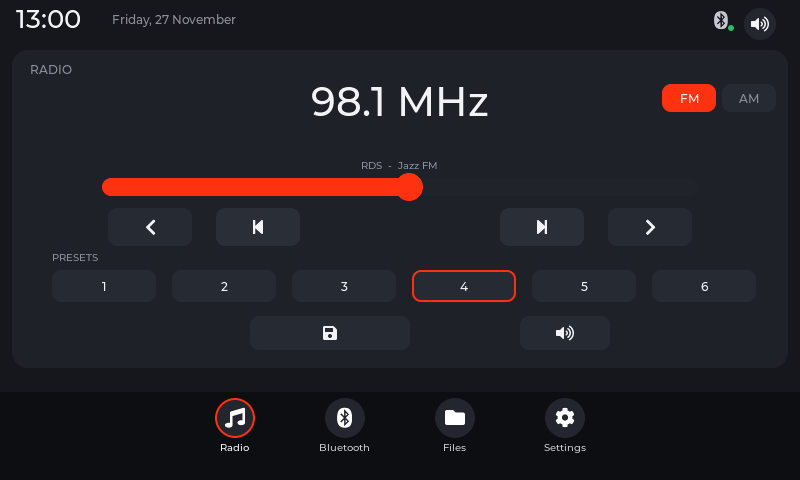 13:00
Friday, 27 November
RADIO
98.1 MHz
FM
AM
RDS - Jazz FM
PRESETS
1
2
3
4
5
6
Radio
Bluetooth
Files
Settings